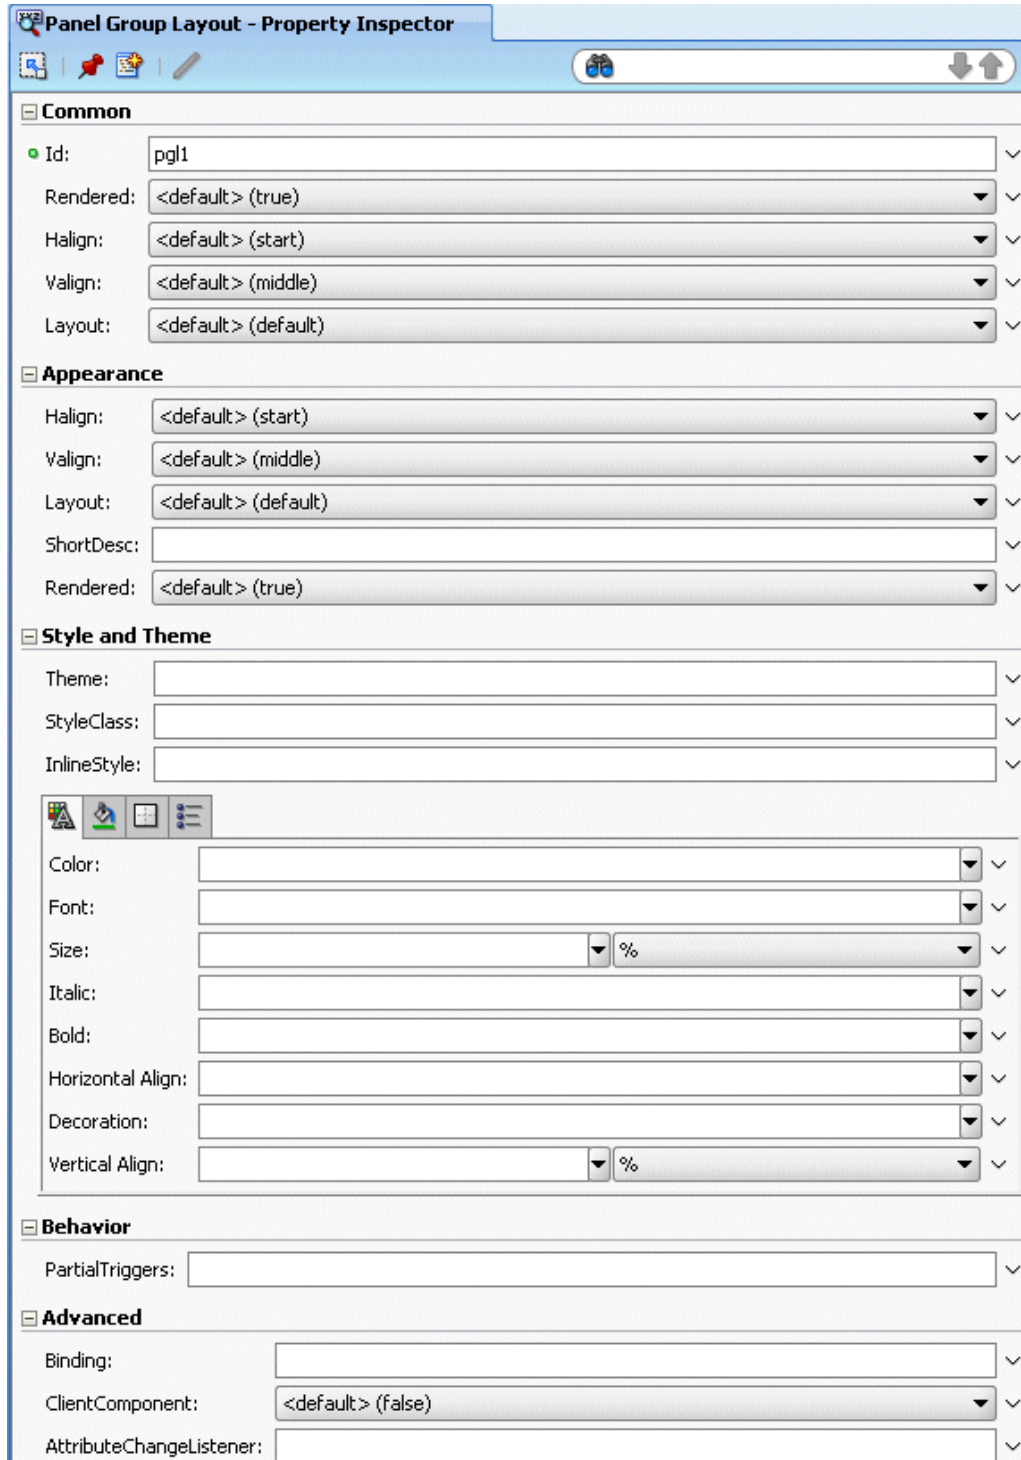 Panel Group Layout - Property Inspector
Common
Id: pgl1
Rendered: <default> (true)
Halign: <default> (start)
Valign: <default> (middle)
Layout: <default> (default)
Appearance
Halign: <default> (start)
Valign: <default> (middle)
Layout: <default> (default)
ShortDesc:
Rendered: <default> (true)
Style and Theme
Theme:
StyleClass:
InlineStyle:
Color:
Font:
Size: %
Italic:
Bold:
Horizontal Align:
Decoration:
Vertical Align: %
Behavior
PartialTriggers:
Advanced
Binding:
ClientComponent: <default> (false)
AttributeChangeListener: